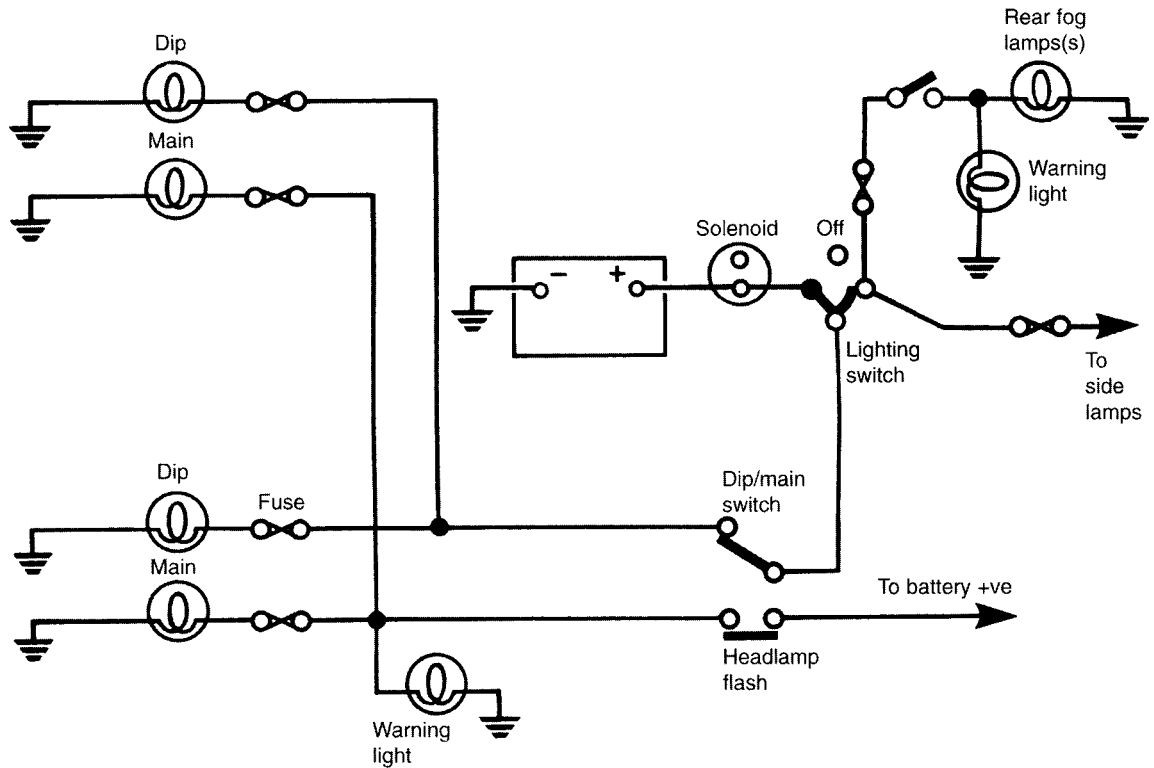 Dip
Main
Rear fog
lamps(s)
Warning
light
Solenoid
Off
−
+
Lighting
switch
To
side
lamps
Dip
Fuse
Main
Dip/main
switch
To battery +ve
Headlamp
flash
Warning
light